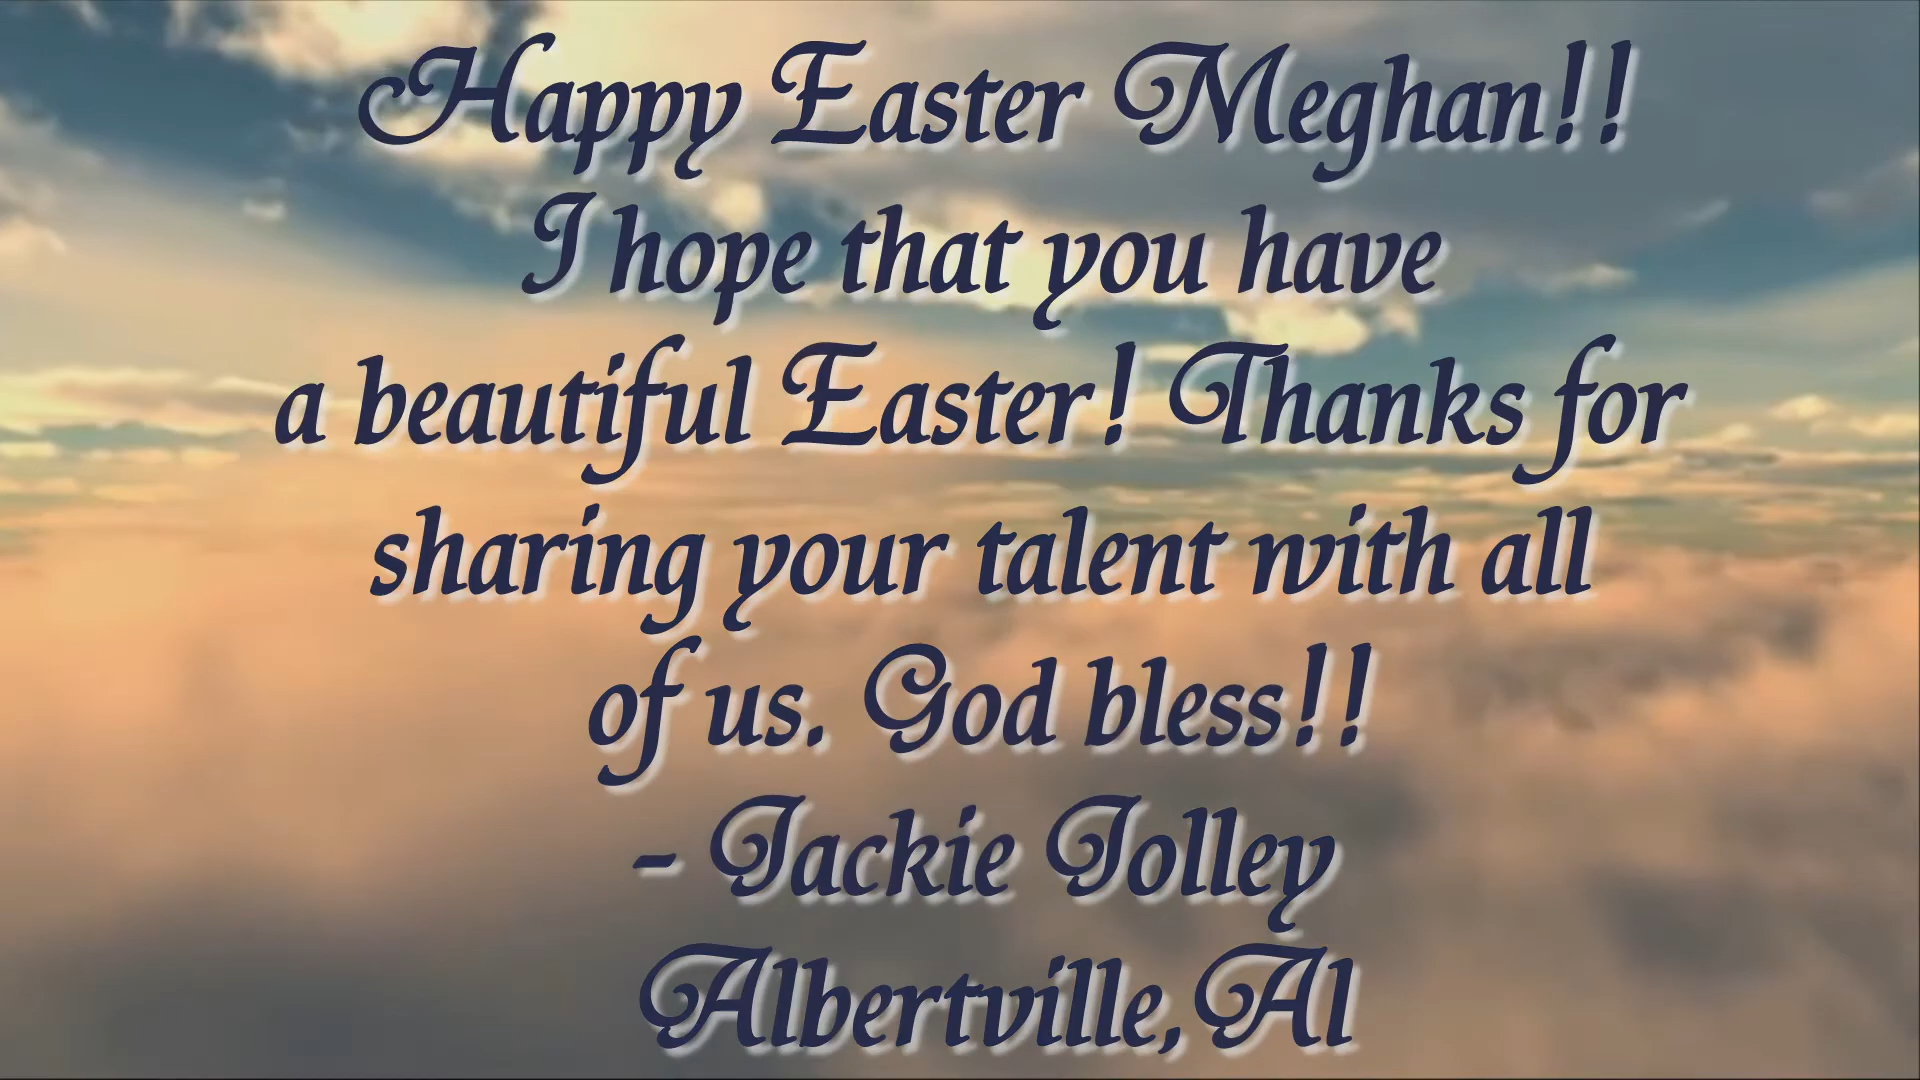 Happy Easter Meghan!!
I hope that you have
a beautiful Easter! Thanks for
sharing your talent with all
of us. God bless!!
- Jackie Jolley
Albertville,Al